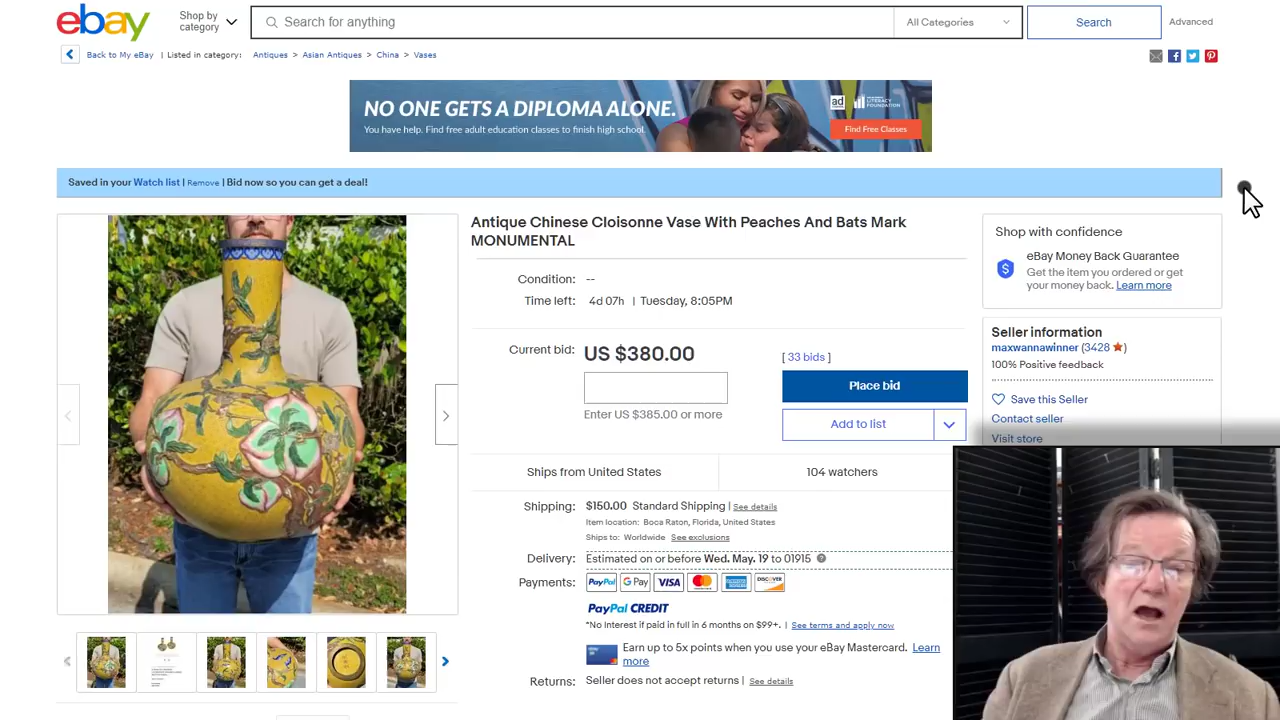 ebay
Shop by
category
Search for anything
All Categories
Search
Advanced
Back to My eBay | Listed in category: Antiques > Asian Antiques > China > Vases
NO ONE GETS A DIPLOMA ALONE.
You have help. Find free adult education classes to finish high school.
ad
LITERACY
FOUNDATION
Find Free Classes
Saved in your Watch list | Remove | Bid now so you can get a deal!
Antique Chinese Cloisonne Vase With Peaches And Bats Mark
MONUMENTAL
Condition: --
Time left: 4d 07h | Tuesday, 8:05PM
Current bid: US $380.00
[ 33 bids ]
Place bid
Enter US $385.00 or more
Add to list
Ships from United States
104 watchers
Shipping: $150.00 Standard Shipping | See details
Item location: Boca Raton, Florida, United States
Ships to: Worldwide See exclusions
Delivery: Estimated on or before Wed. May. 19 to 01915
Payments: PayPal G Pay VISA DISCOVER
PayPal CREDIT
*No Interest if paid in full in 6 months on $99+. | See terms and apply now
Earn up to 5x points when you use your eBay Mastercard. Learn
more
Returns: Seller does not accept returns | See details
Shop with confidence
eBay Money Back Guarantee
Get the item you ordered or get
your money back. Learn more
Seller information
maxwannawinner (3428 )
100% Positive feedback
Save this Seller
Contact seller
Visit store